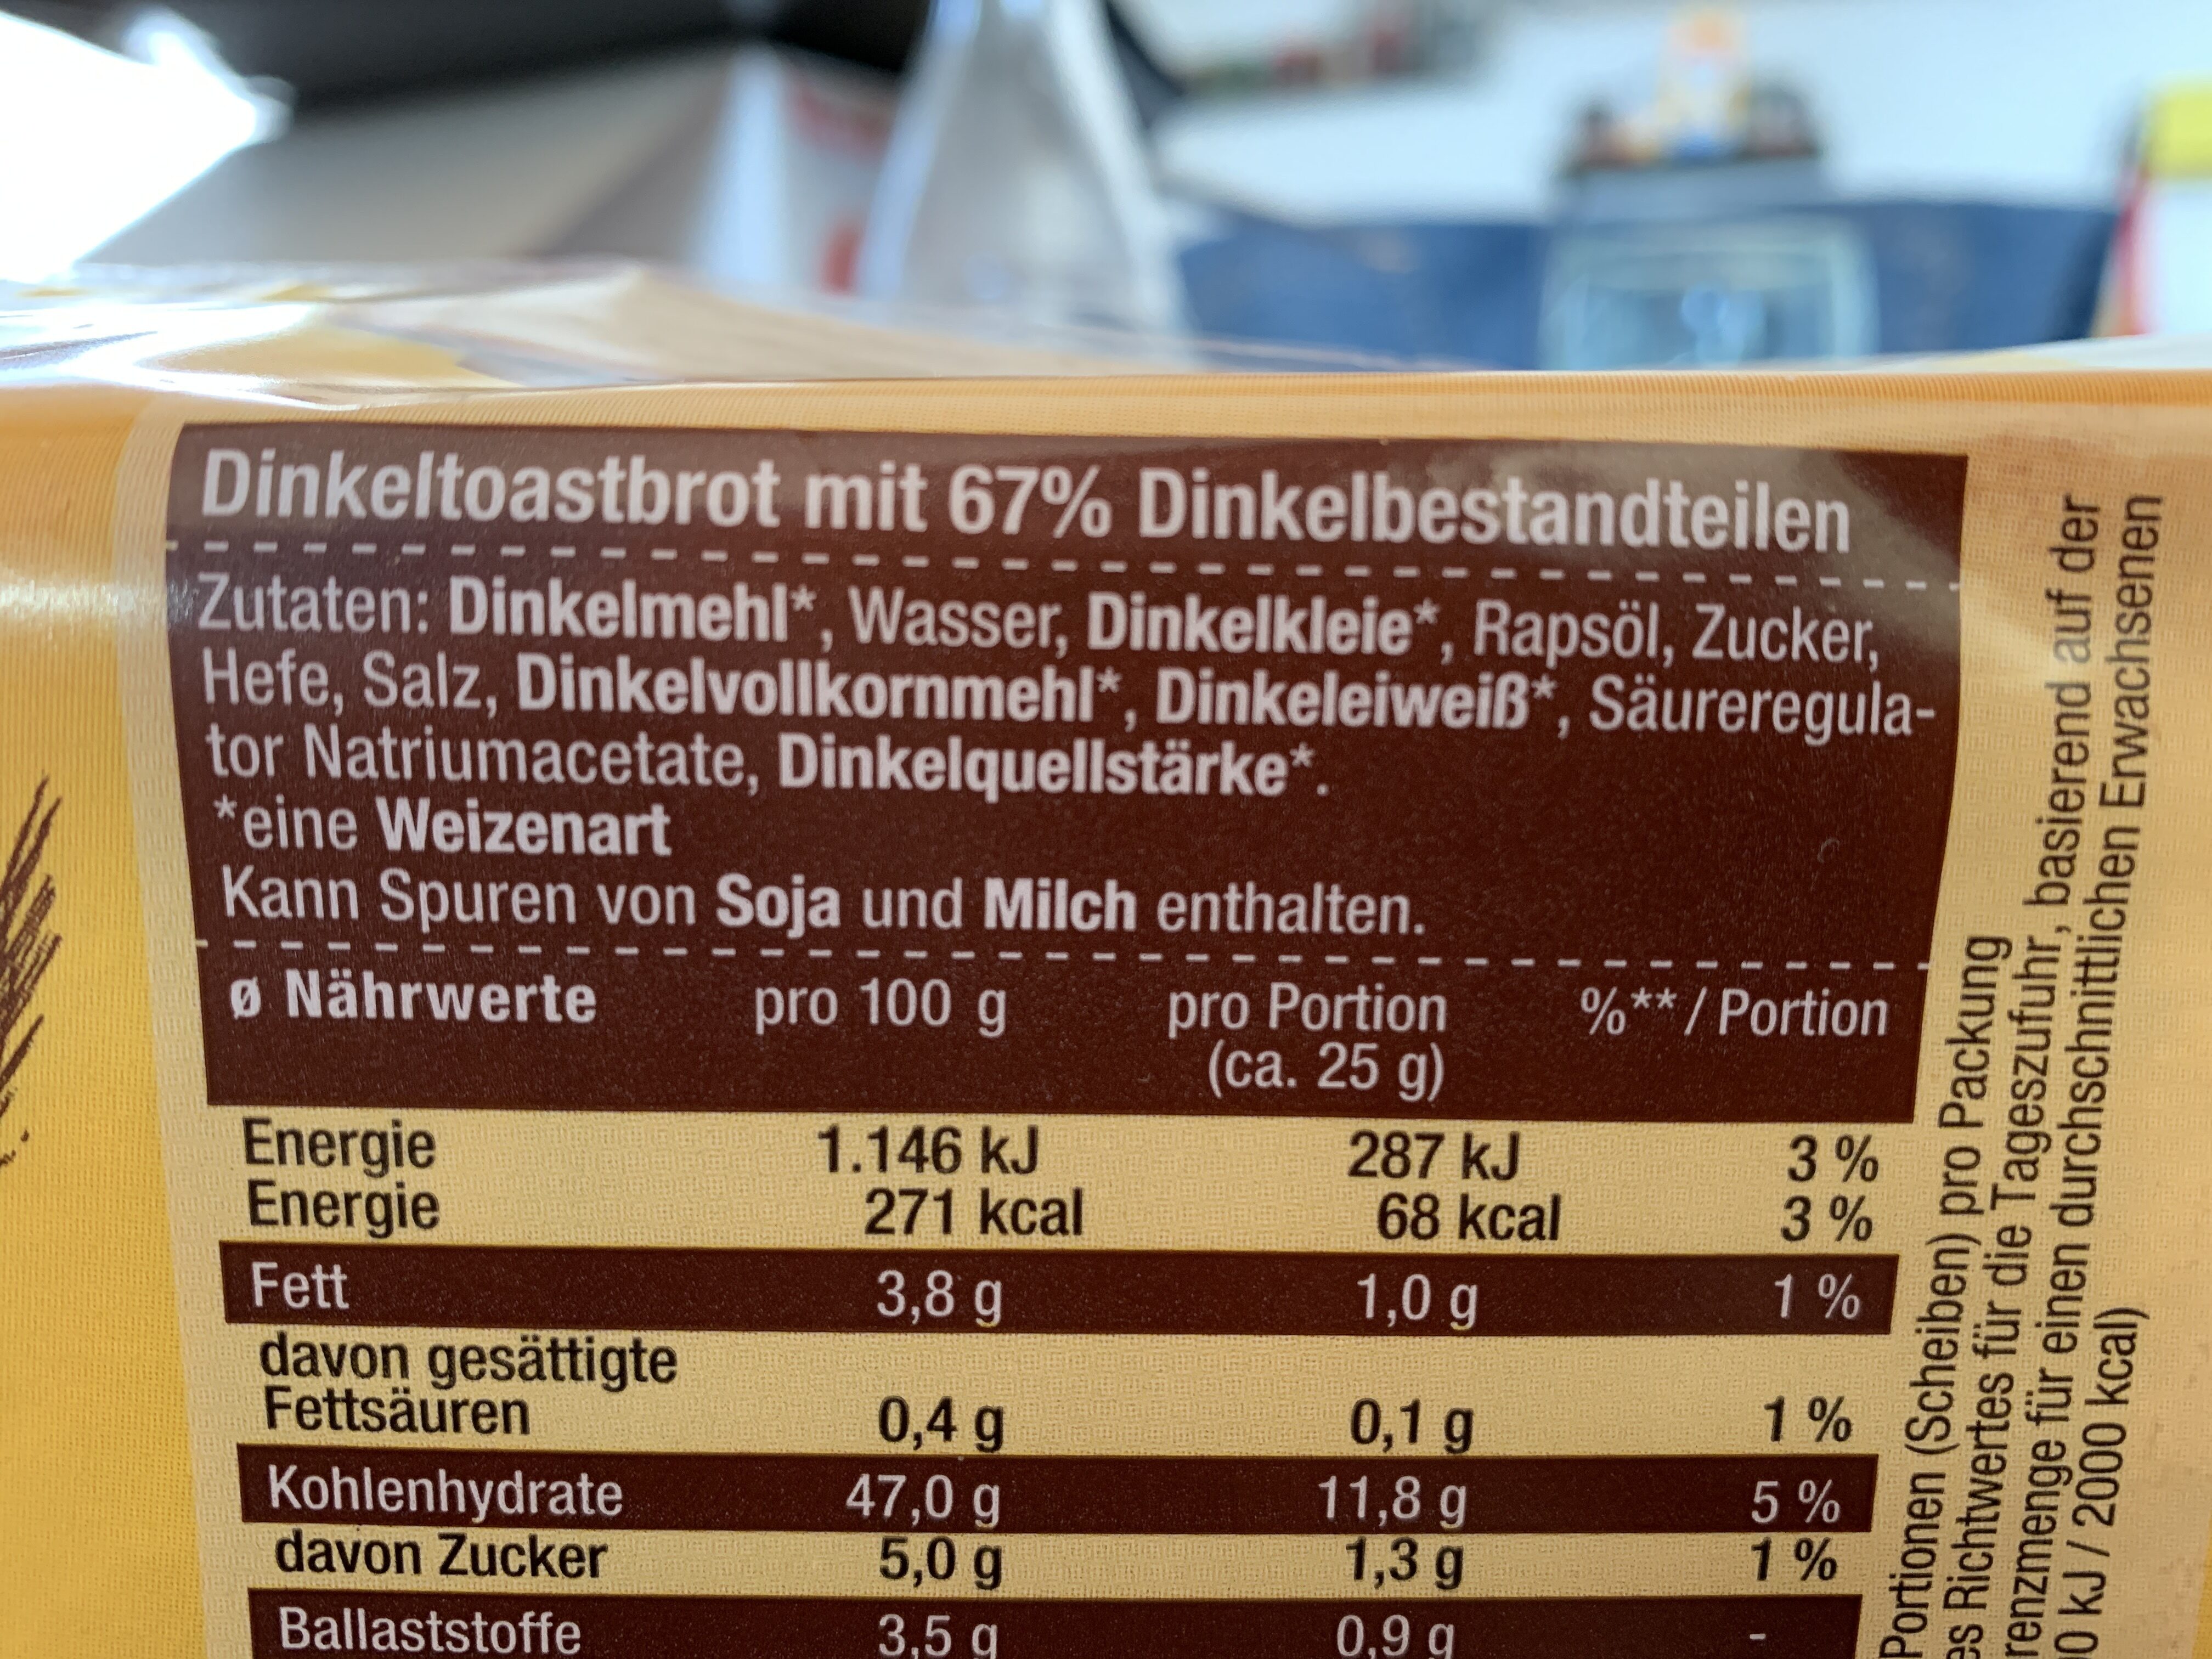 Dinkeltoastbrot mit 67% Dinkelbestandteilen
Zutaten: Dinkelmehl*, Wasser, Dinkelkleie*, Rapsöl, Zucker,
Hefe, Salz, Dinkelvollkornmehl*, Dinkeleiweiß*, Säureregula-
tor Natriumacetate, Dinkelquellstärke*.
*eine Weizenart
Kann Spuren von Soja und Milch enthalten.
ø Nährwerte pro 100 g pro Portion %** / Portion
(ca. 25 g)
Energie 1.146 kJ 287 kJ 3 %
Energie 271 kcal 68 kcal 3 %
Fett 3,8 g 1,0 g 1 %
davon gesättigte
Fettsäuren 0,4 g 0,1 g 1 %
Kohlenhydrate 47,0 g 11,8 g 5 %
davon Zucker 5,0 g 1,3 g 1 %
Ballaststoffe 3,5 g 0,9 g -
Portionen (Scheiben) pro Packung
es Richtwertes für die Tageszufuhr, basierend auf der
renzmenge für einen durchschnittlichen Erwachsenen
0 kJ / 2000 kcal)